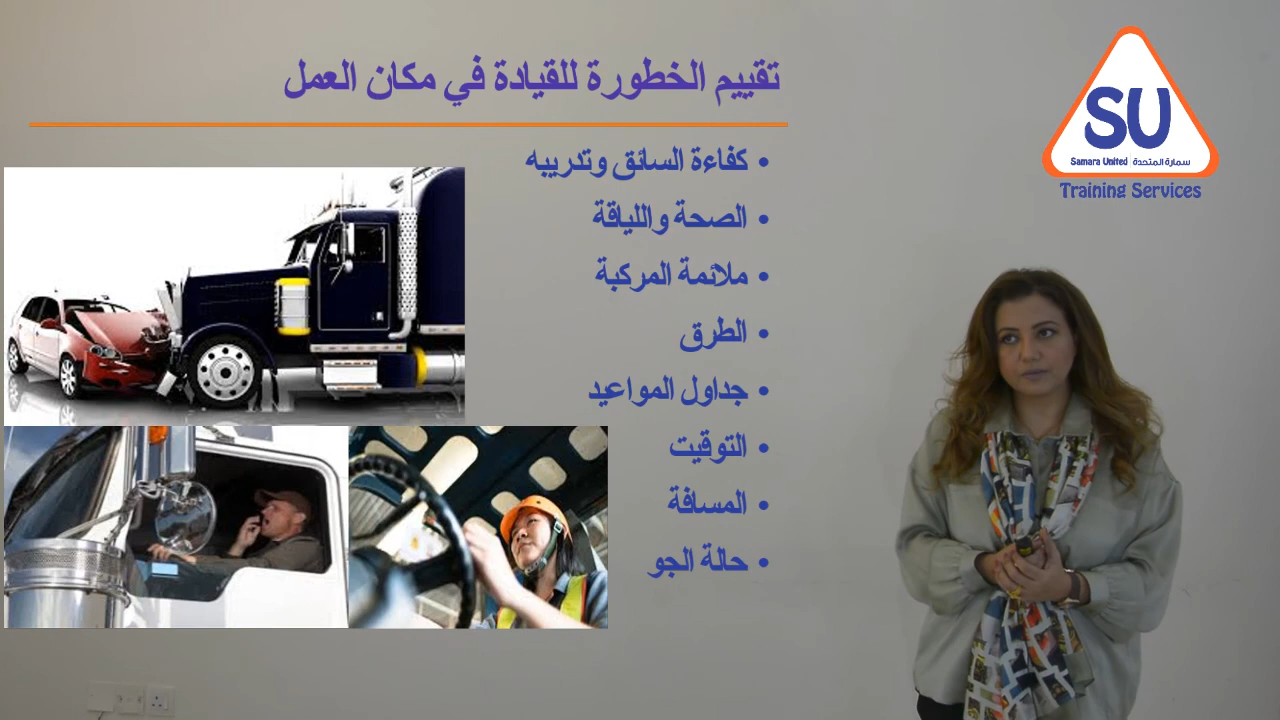 تقييم الخطورة للقيادة في مكان العمل
• كفاءة السائق وتدريبه
• الصحة واللياقة
• ملائمة المركبة
• الطرق
• جداول المواعيد
• التوقيت
• المسافة
• حالة الجو
SU
Samara United سمارة المتحدة
Training Services